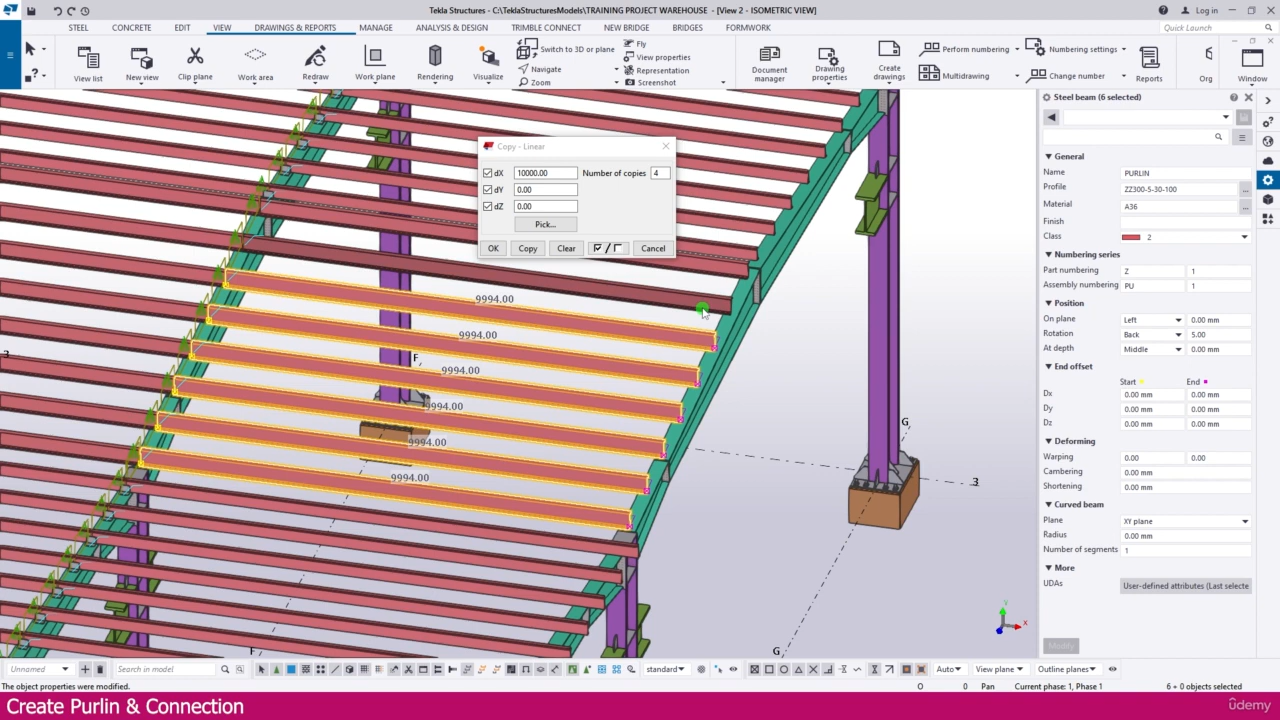 Tekla Structures - C:\TeklaStructuresModels\TRAINING PROJECT WAREHOUSE - [View 2 - ISOMETRIC VIEW]
Log in
STEEL CONCRETE EDIT VIEW DRAWINGS & REPORTS MANAGE ANALYSIS & DESIGN TRIMBLE CONNECT NEW BRIDGE BRIDGES FORMWORK
Quick Launch
View list
New view
Clip plane
Work area
Redraw
Work plane
Rendering
Visualize
Switch to 3D or plane
Navigate
Zoom
Fly
View properties
Representation
Screenshot
Document manager
Drawing properties
Create drawings
Perform numbering
Multidrawing
Numbering settings
Change number
Reports
Org
Window
Copy - Linear
dX 10000.00 Number of copies 4
dY 0.00
dZ 0.00
Pick...
OK Copy Clear / Cancel
9994.00
9994.00
9994.00
9994.00
9994.00
9994.00
F
3
G
3
F
G
Y
X
Steel beam (6 selected)
General
Name PURLIN
Profile ZZ300-5-30-100 ...
Material A36 ...
Finish
Class 2
Numbering series
Part numbering Z 1
Assembly numbering PU 1
Position
On plane Left 0.00 mm
Rotation Back 5.00
At depth Middle 0.00 mm
End offset
Start End
Dx 0.00 mm 0.00 mm
Dy 0.00 mm 0.00 mm
Dz 0.00 mm 0.00 mm
Deforming
Warping 0.00 0.00
Cambering 0.00 mm
Shortening 0.00 mm
Curved beam
Plane XY plane
Radius 0.00 mm
Number of segments 1
More
UDAs User-defined attributes (Last selecte
Modify
Unnamed Search in model standard Auto View plane Outline planes
The object properties were modified. O 0 Pan Current phase: 1, Phase 1 6 + 0 objects selected
Create Purlin & Connection
ûdemy